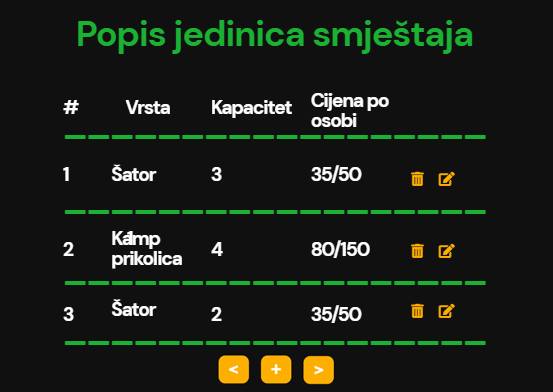 Popis jedinica smještaja
# Vrsta Kapacitet Cijena po
osobi
1 Šator 3 35/50
2 Kamp
prikolica 4 80/150
3 Šator 2 35/50
< + >